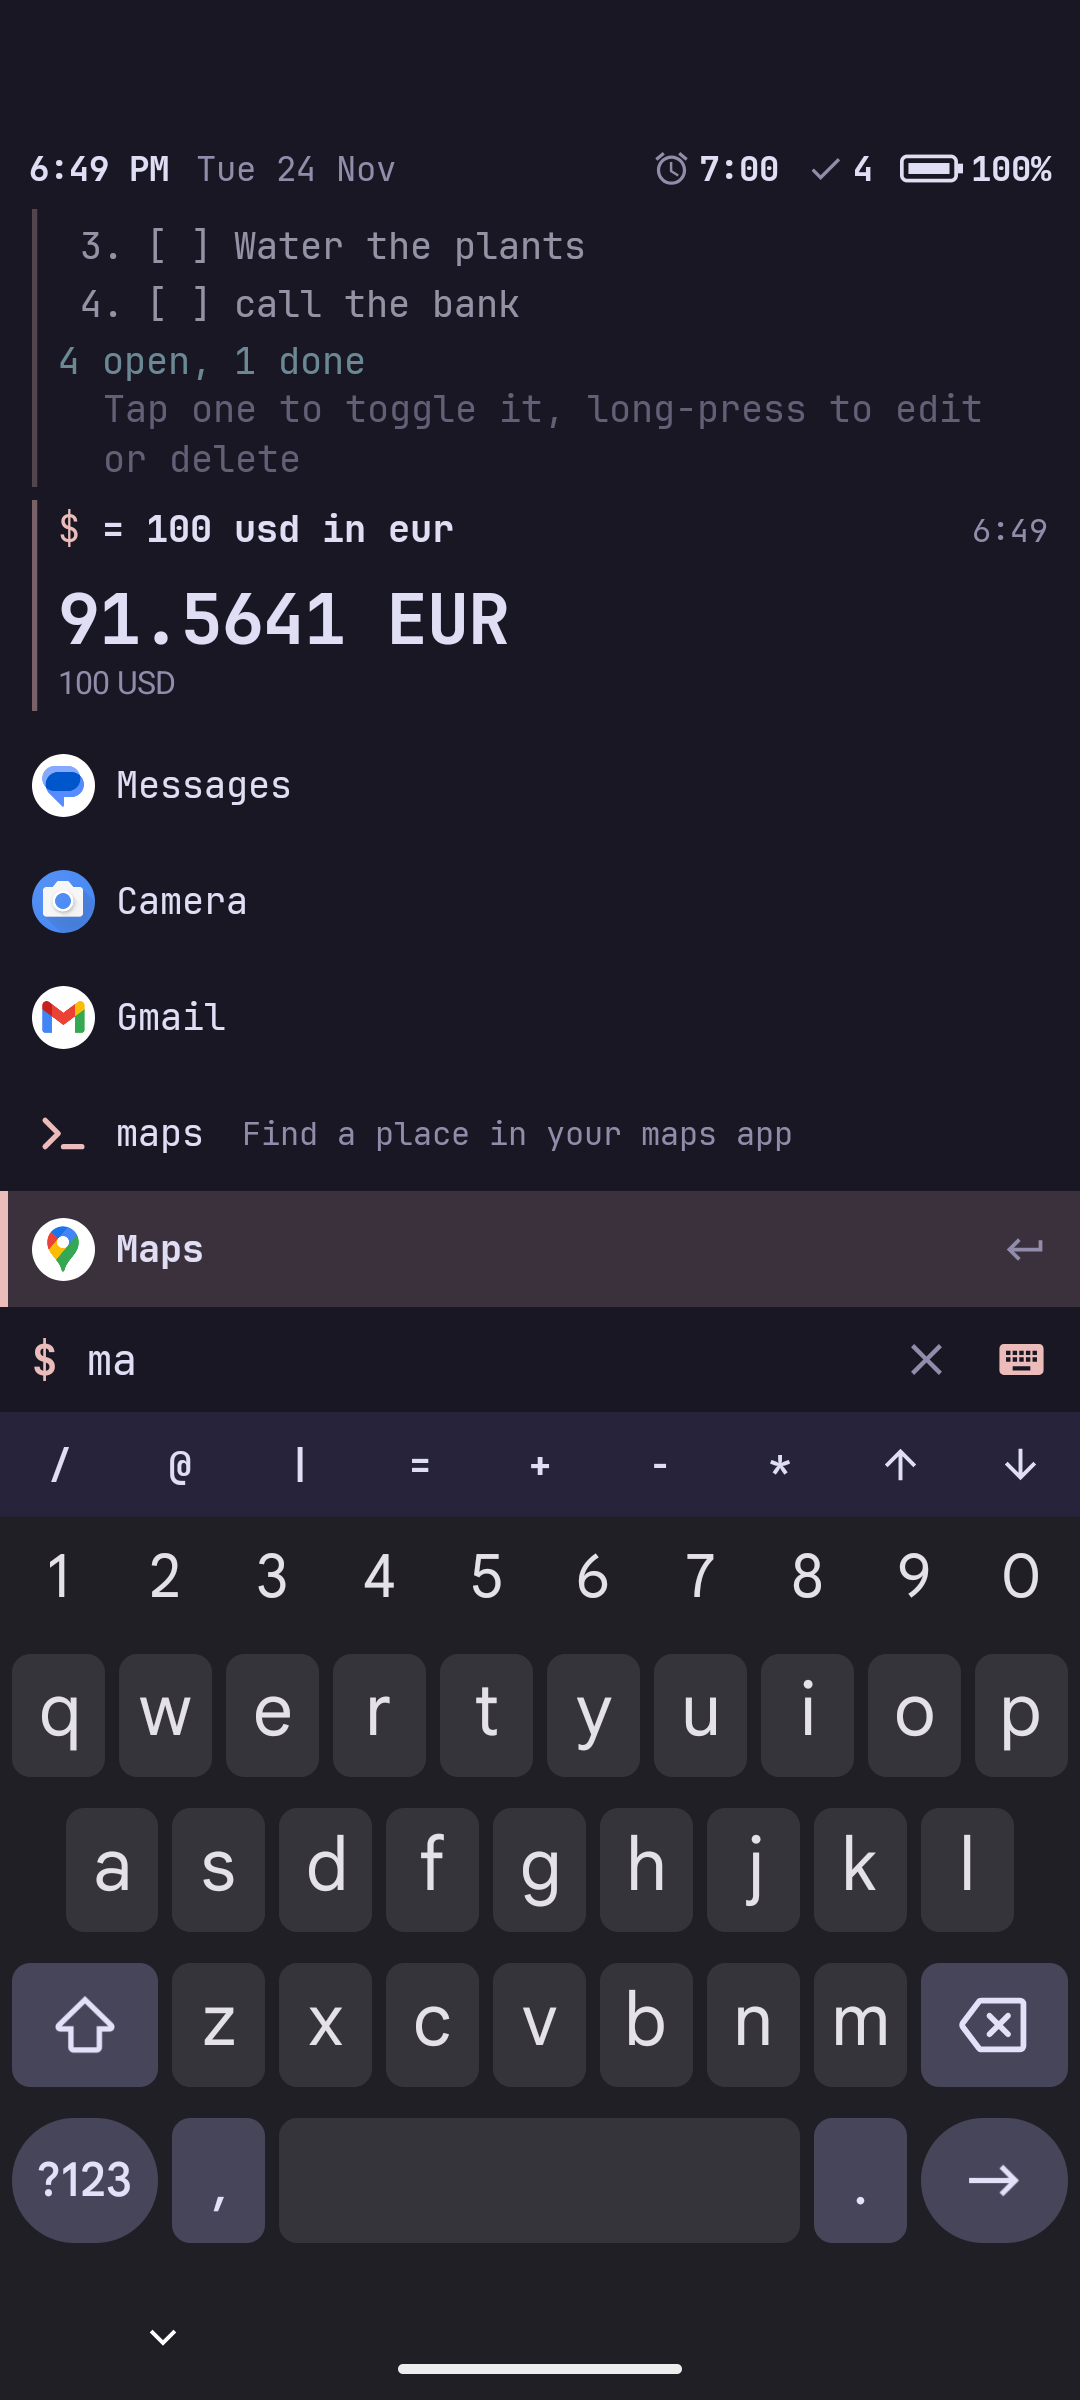 6:49 PM Tue 24 Nov 7:00 4 100%
3. [ ] Water the plants
4. [ ] call the bank
4 open, 1 done
Tap one to toggle it, long-press to edit
or delete
$ = 100 usd in eur 6:49
91.5641 EUR
100 USD
Messages
Camera
Gmail
maps Find a place in your maps app
Maps
$ ma
/ @ | = + - * ↑ ↓
1 2 3 4 5 6 7 8 9 0
q w e r t y u i o p
a s d f g h j k l
z x c v b n m
?123 , .